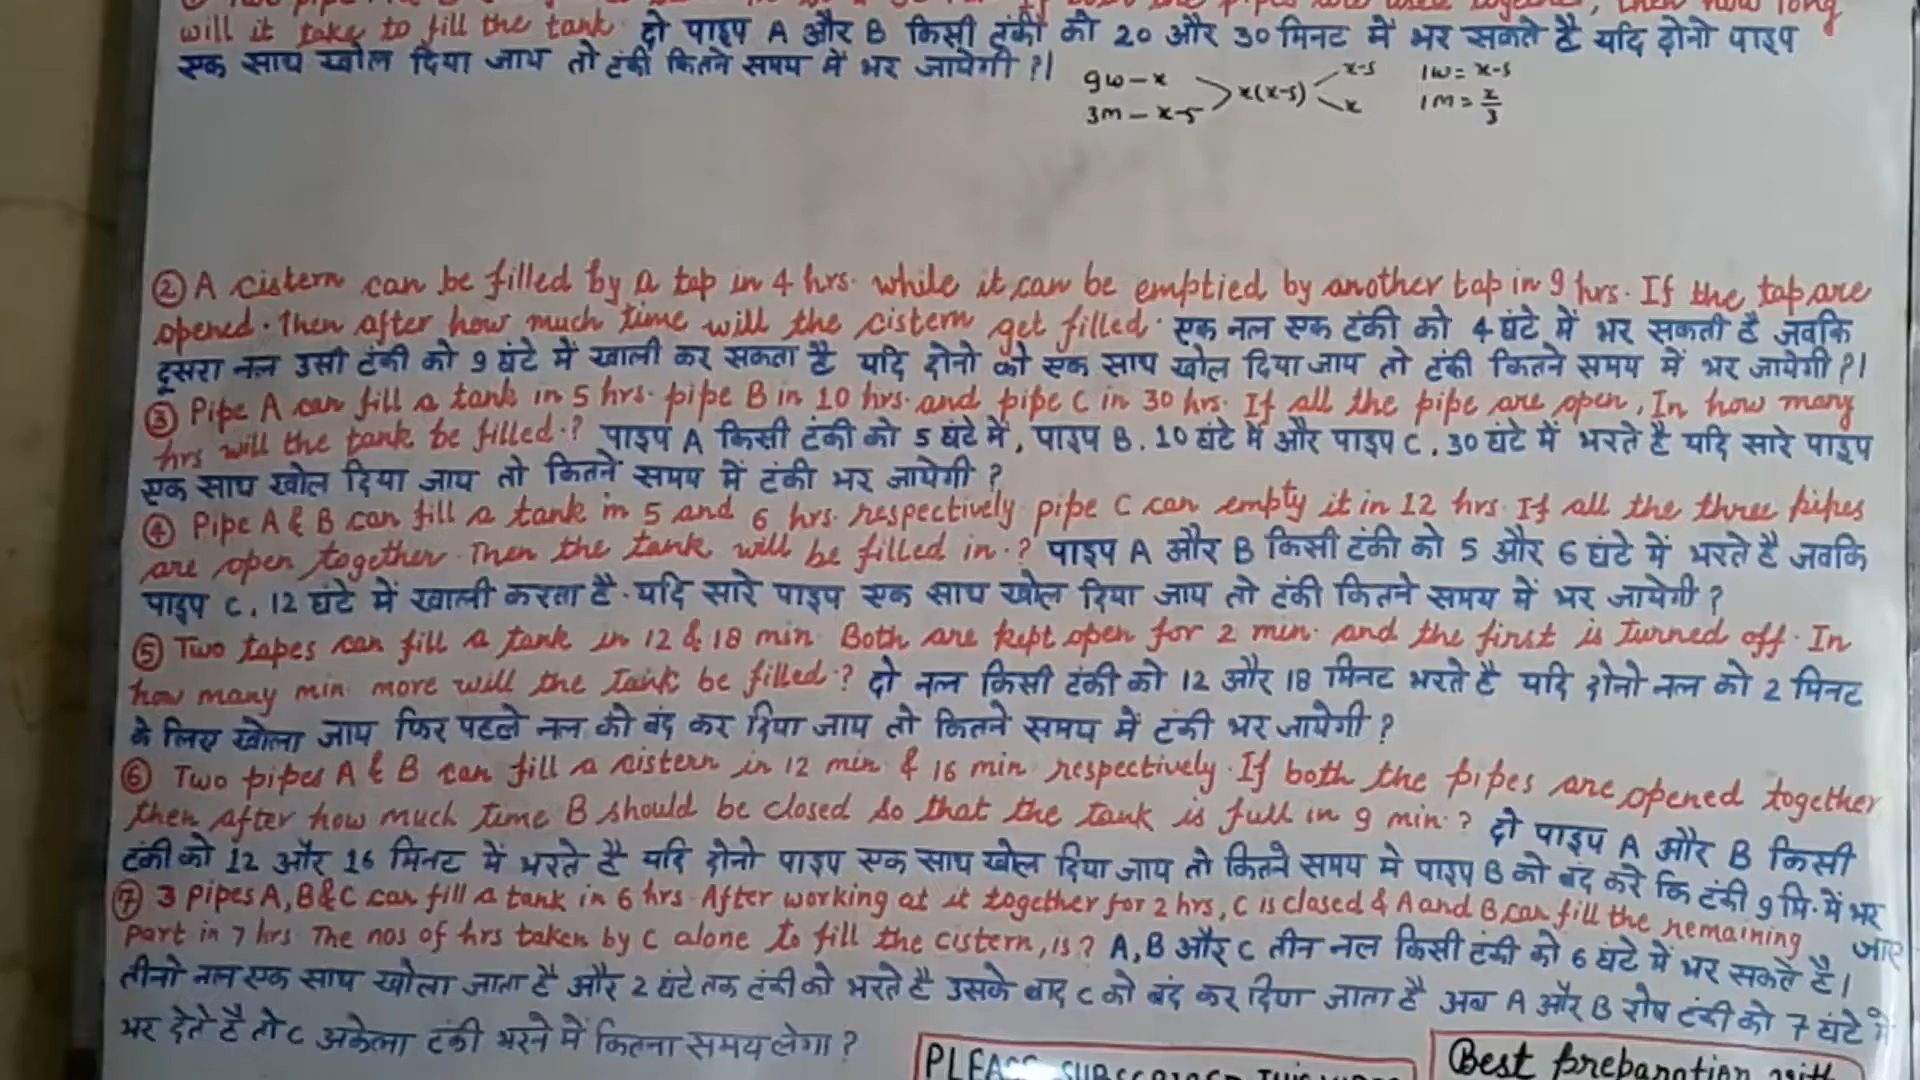 will it take to fill the tank दो पाइप A और B किसी टंकी को 20 और 30 मिनट में भर सकते है यदि दोनो पाइप
एक साथ खोल दिया जाय तो टंकी कितने समय में भर जायेगी ?।
9w - x
3m - x-5
x(x-5)
x-5
x
1w = x-5
1m = x/3
② A cistern can be filled by a tap in 4 hrs. while it can be emptied by another tap in 9 hrs. If the tap are
opened. Then after how much time will the cistern get filled. एक नल एक टंकी को 4 घंटे में भर सकती है जबकि
दूसरा नल उसी टंकी को 9 घंटे में खाली कर सकता है यदि दोनो को एक साथ खोल दिया जाय तो टंकी कितने समय में भर जायेगी ?।
③ Pipe A can fill a tank in 5 hrs. pipe B in 10 hrs. and pipe C in 30 hrs. If all the pipe are open, In how many
hrs will the tank be filled.? पाइप A किसी टंकी को 5 घंटे में, पाइप B. 10 घंटे में और पाइप C. 30 घंटे में भरते है यदि सारे पाइप
एक साथ खोल दिया जाय तो कितने समय में टंकी भर जायेगी ?
④ Pipe A & B can fill a tank in 5 and 6 hrs. respectively pipe C can empty it in 12 hrs. If all the three pipes
are open together. Then the tank will be filled in.? पाइप A और B किसी टंकी को 5 और 6 घंटे में भरते है जबकि
पाइप C. 12 घंटे में खाली करता है. यदि सारे पाइप एक साथ खोल दिया जाय तो टंकी कितने समय में भर जायेगी ?
⑤ Two tapes can fill a tank in 12 & 18 min. Both are kept open for 2 min. and the first is turned off. In
how many min more will the Tank be filled.? दो नल किसी टंकी को 12 और 18 मिनट भरते है यदि दोनो नल को 2 मिनट
के लिए खोला जाय फिर पहले नल को बंद कर दिया जाय तो कितने समय में टंकी भर जायेगी ?
⑥ Two pipes A & B can fill a cistern in 12 min & 16 min respectively. If both the pipes are opened together
then after how much time B should be closed so that the tank is full in 9 min.? दो पाइप A और B किसी
टंकी को 12 और 16 मिनट में भरते है यदि दोनो पाइप एक साथ खोल दिया जाय तो कितने समय मे पाइप B को बंद करे कि टंकी 9 मि. में भर जाए
⑦ 3 Pipes A, B & C can fill a tank in 6 hrs. After working at it together for 2 hrs, C is closed & A and B can fill the remaining
part in 7 hrs. The nos of hrs taken by C alone to fill the cistern, is? A, B और C तीन नल किसी टंकी को 6 घंटे में भर सकते है।
तीनो नल एक साथ खोला जाता है और 2 घंटे तक टंकी को भरते है उसके बाद C को बंद कर दिया जाता है अब A और B शेष टंकी को 7 घंटे में
भर देते है तो C अकेला टंकी भरने में कितना समय लेगा ?
Best preparation with